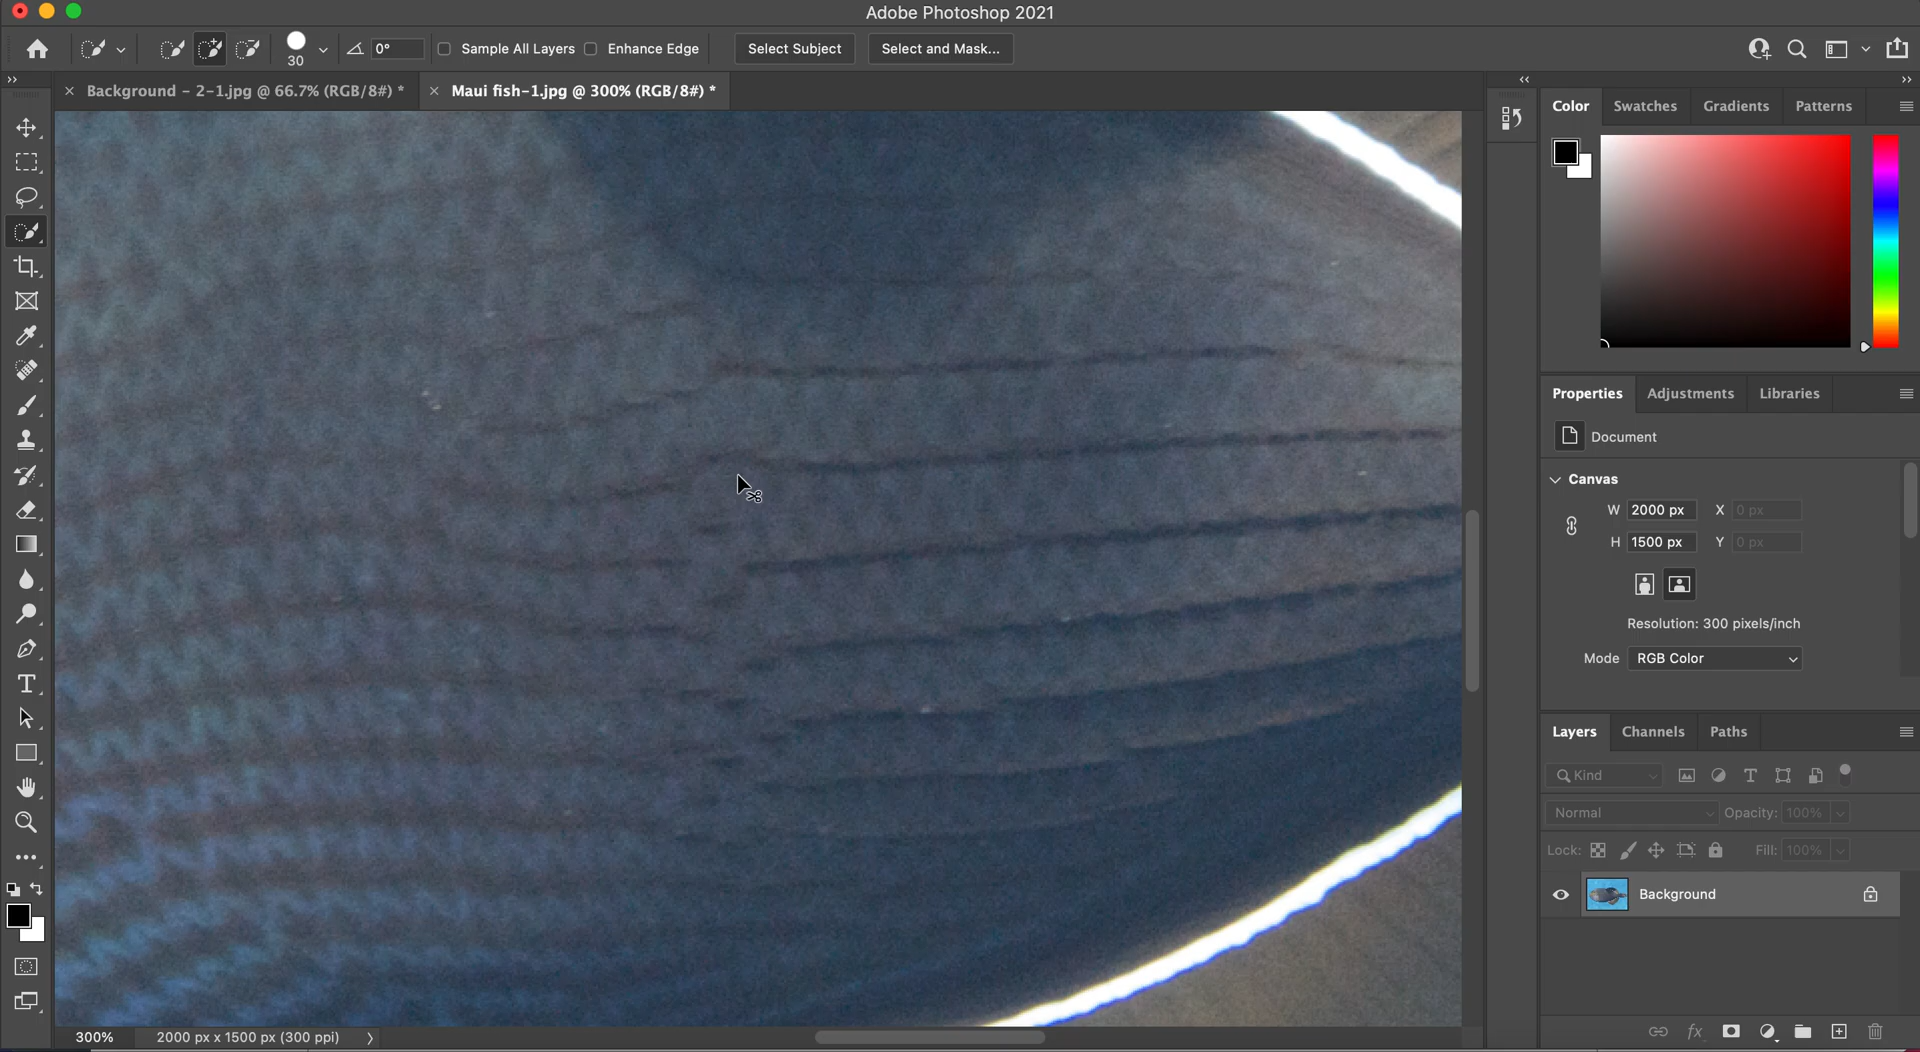 Adobe Photoshop 2021
30
0°
Sample All Layers
Enhance Edge
Select Subject
Select and Mask...
Background - 2-1.jpg @ 66.7% (RGB/8#) *
Maui fish-1.jpg @ 300% (RGB/8#) *
Color
Swatches
Gradients
Patterns
Properties
Adjustments
Libraries
Document
Canvas
W 2000 px X 0 px
H 1500 px Y 0 px
Resolution: 300 pixels/inch
Mode RGB Color
Layers
Channels
Paths
Kind
Normal
Opacity: 100%
Lock:
Fill: 100%
Background
fx
300%
2000 px x 1500 px (300 ppi)